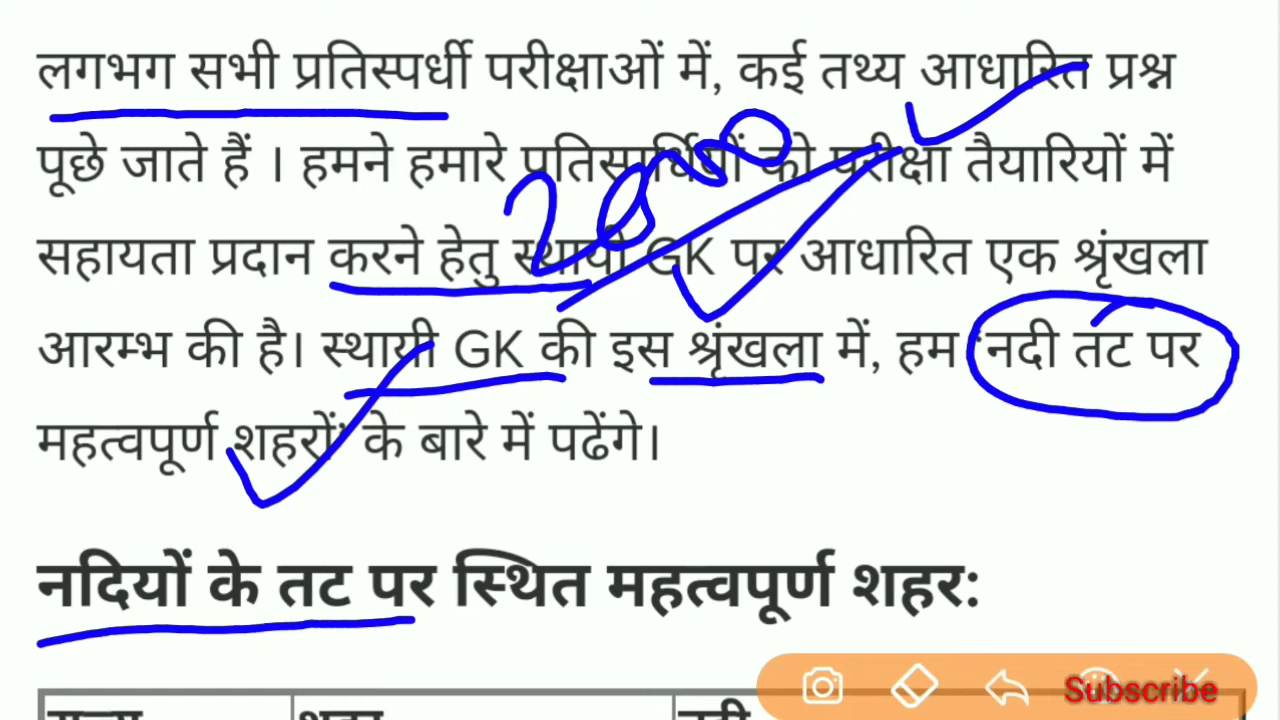 लगभग सभी प्रतिस्पर्धी परीक्षाओं में, कई तथ्य आधारित प्रश्न
पूछे जाते हैं । हमने हमारे प्रतिस्पर्धियों को परीक्षा तैयारियों में
सहायता प्रदान करने हेतु स्थायी GK पर आधारित एक श्रृंखला
आरम्भ की है। स्थायी GK की इस श्रृंखला में, हम 'नदी तट पर
महत्वपूर्ण शहरों' के बारे में पढेंगे।
नदियों के तट पर स्थित महत्वपूर्ण शहर:
राज्य शहर नदी
Subscribe